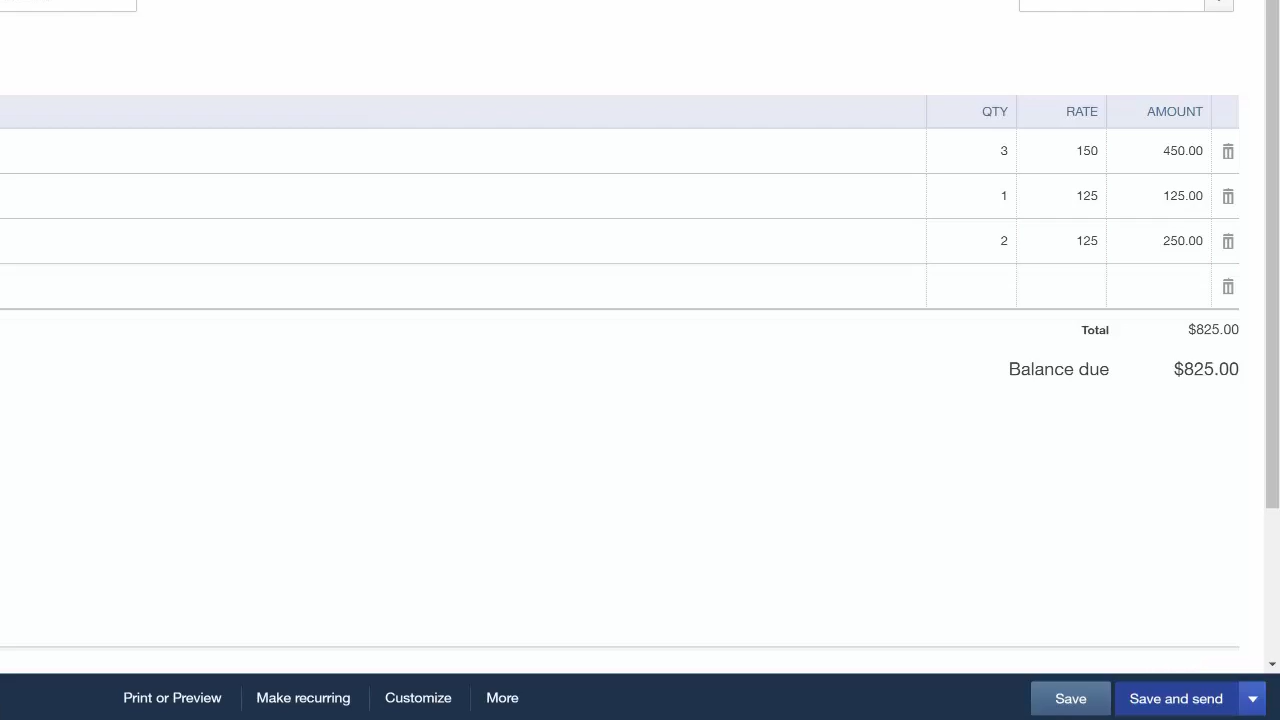 QTY RATE AMOUNT
3 150 450.00
1 125 125.00
2 125 250.00
Total $825.00
Balance due $825.00
Print or Preview Make recurring Customize More Save Save and send